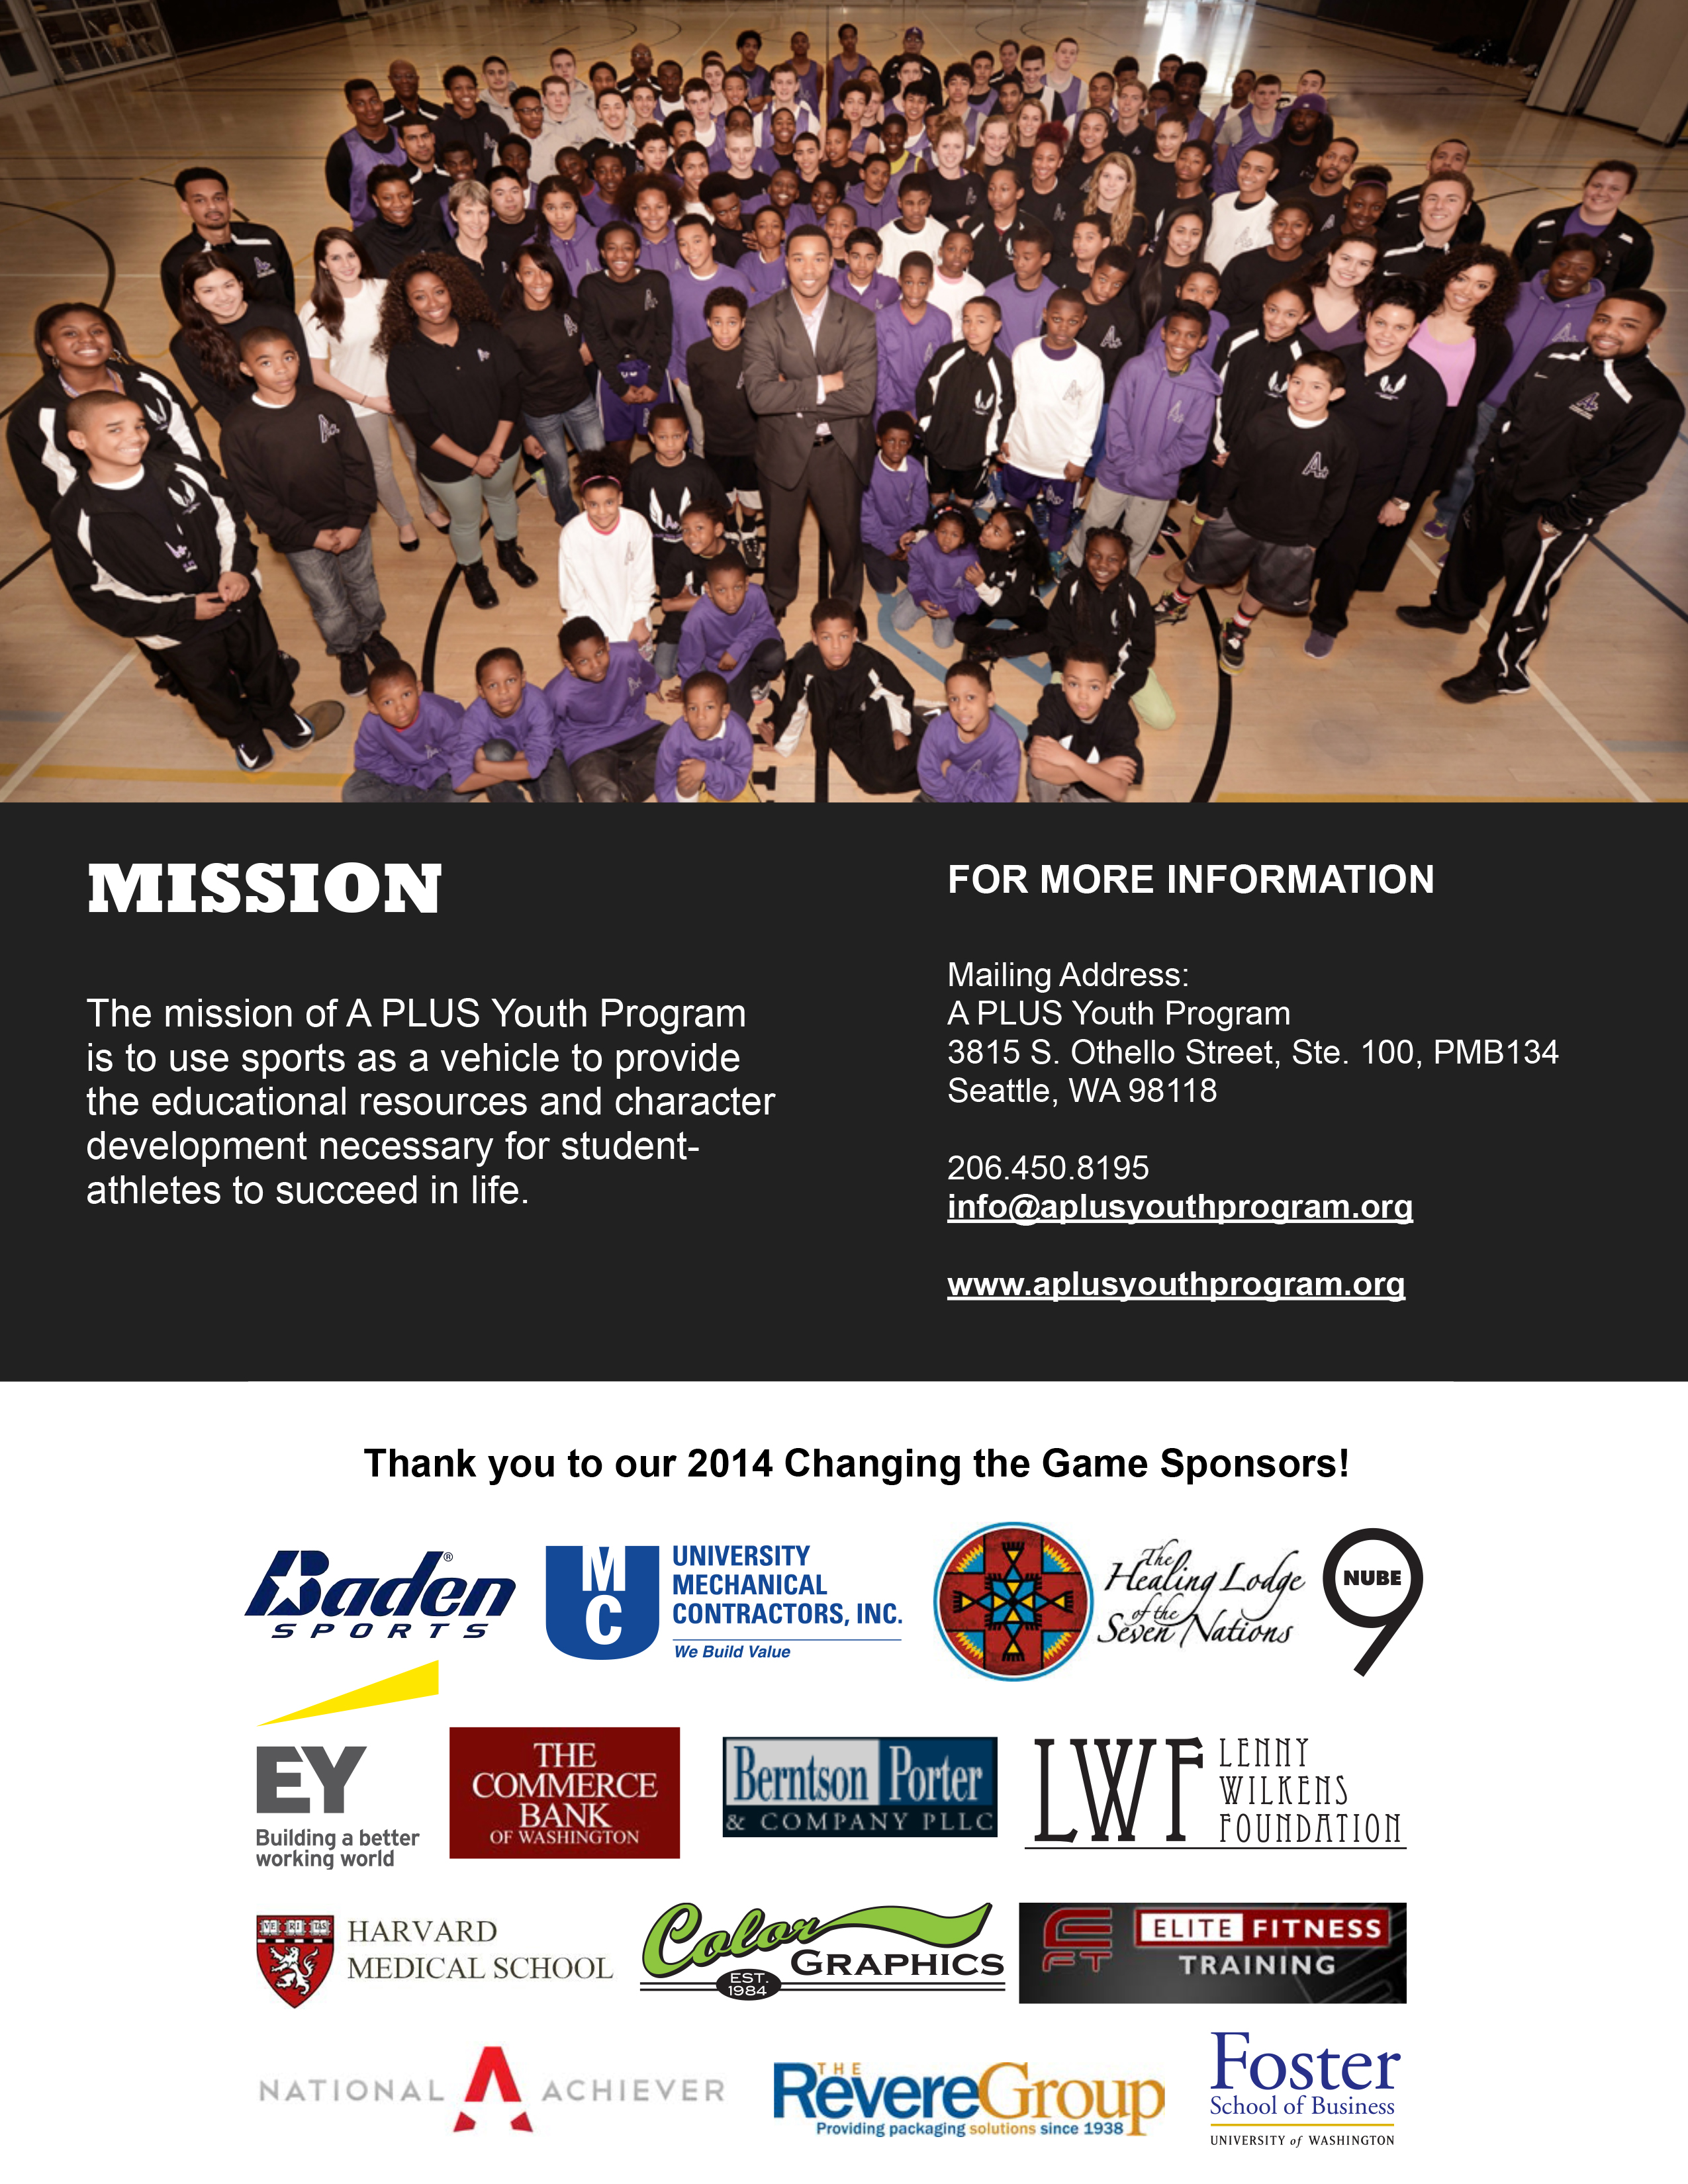 MISSION
The mission of A PLUS Youth Program
is to use sports as a vehicle to provide
the educational resources and character
development necessary for student-
athletes to succeed in life.
FOR MORE INFORMATION
Mailing Address:
A PLUS Youth Program
3815 S. Othello Street, Ste. 100, PMB134
Seattle, WA 98118
206.450.8195
info@aplusyouthprogram.org
www.aplusyouthprogram.org
Thank you to our 2014 Changing the Game Sponsors!
Baden®
SPORTS
UMC
UNIVERSITY
MECHANICAL
CONTRACTORS, INC.
We Build Value
The
Healing Lodge
of the
Seven Nations
NUBE
9
EY
Building a better
working world
THE
COMMERCE
BANK
OF WASHINGTON
Berntson Porter
& COMPANY PLLC
LWF
LENNY
WILKENS
FOUNDATION
VE RI TAS
HARVARD
MEDICAL SCHOOL
Color
GRAPHICS
EST.
1984
EFT
ELITE FITNESS
TRAINING
NATIONAL A ACHIEVER
THE
RevereGroup
Providing packaging solutions since 1938
Foster
School of Business
UNIVERSITY of WASHINGTON